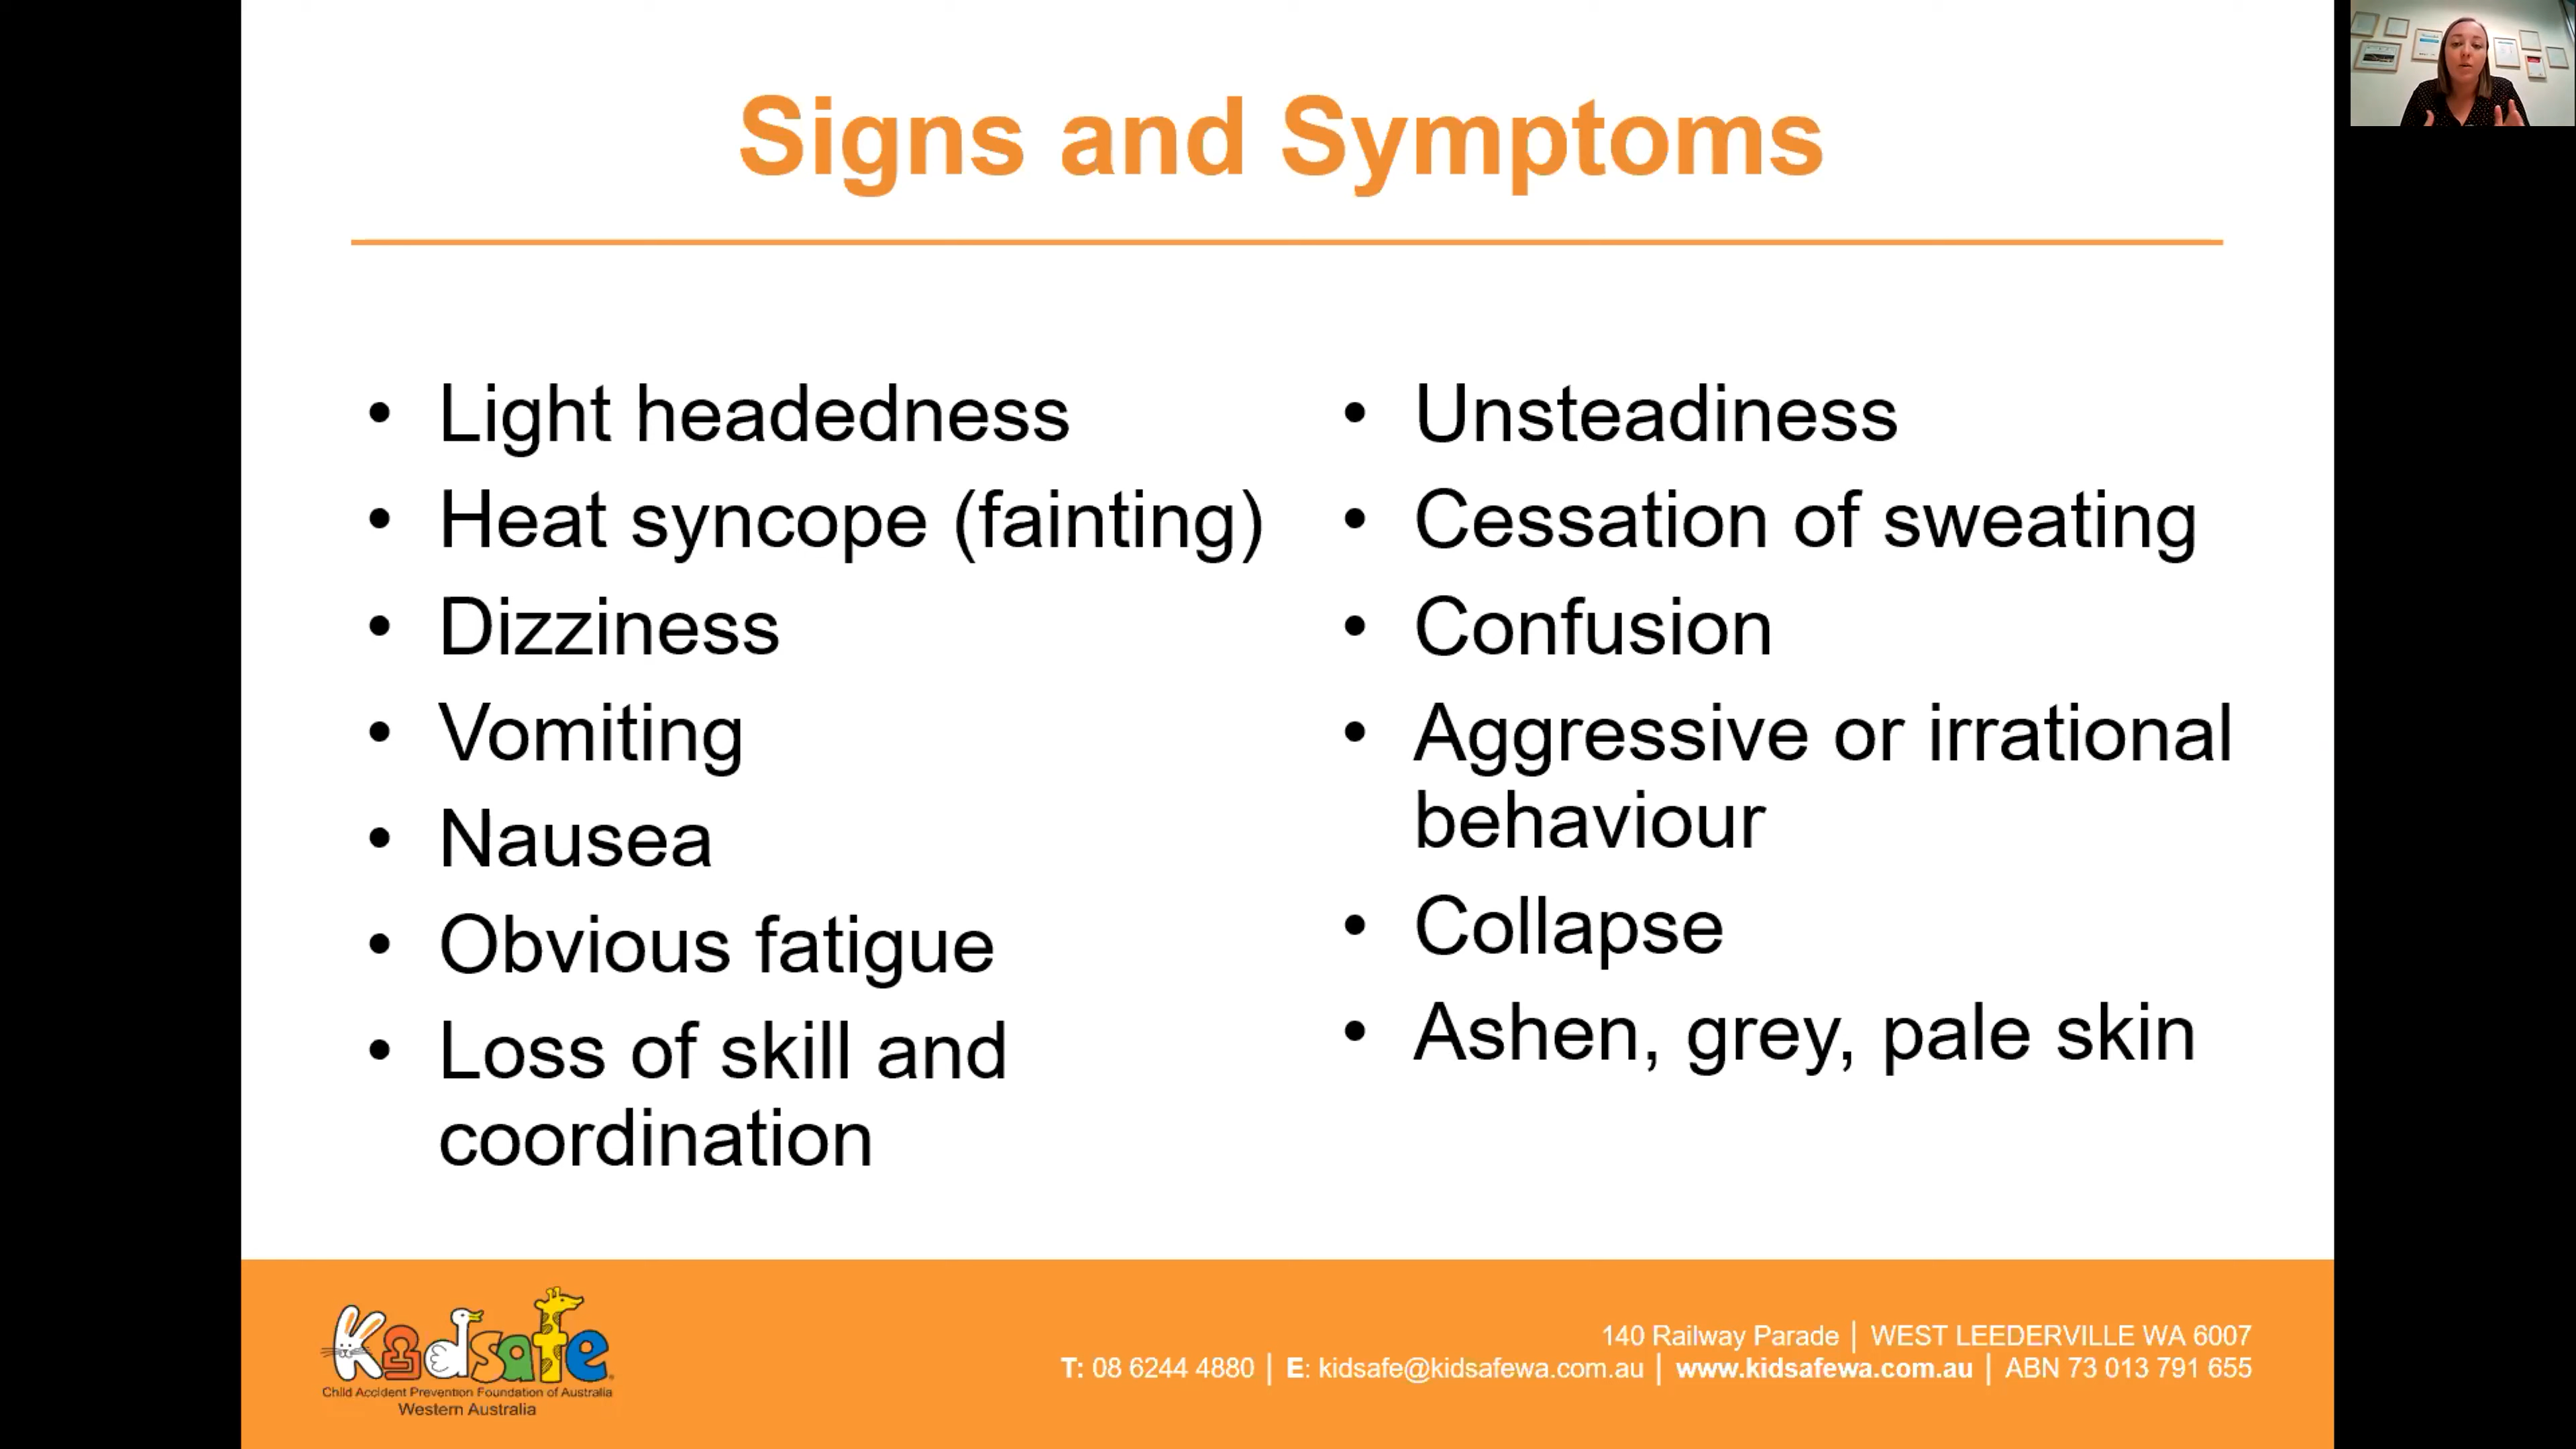 Signs and Symptoms
• Light headedness
• Heat syncope (fainting)
• Dizziness
• Vomiting
• Nausea
• Obvious fatigue
• Loss of skill and
coordination
• Unsteadiness
• Cessation of sweating
• Confusion
• Aggressive or irrational
behaviour
• Collapse
• Ashen, grey, pale skin
Kidsafe
Child Accident Prevention Foundation of Australia
Western Australia
140 Railway Parade | WEST LEEDERVILLE WA 6007
T: 08 6244 4880 | E: kidsafe@kidsafewa.com.au | www.kidsafewa.com.au | ABN 73 013 791 655